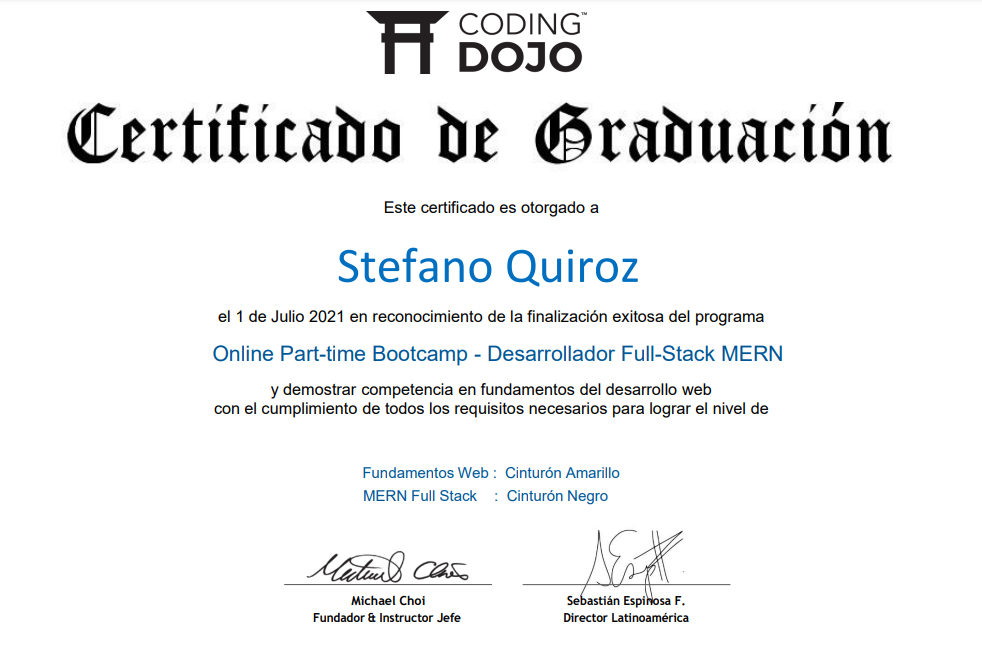 CODING™
DOJO
Certificado de Graduación
Este certificado es otorgado a
Stefano Quiroz
el 1 de Julio 2021 en reconocimiento de la finalización exitosa del programa
Online Part-time Bootcamp - Desarrollador Full-Stack MERN
y demostrar competencia en fundamentos del desarrollo web
con el cumplimiento de todos los requisitos necesarios para lograr el nivel de
Fundamentos Web : Cinturón Amarillo
MERN Full Stack : Cinturón Negro
Michael Choi
Fundador & Instructor Jefe
Sebastián Espinosa F.
Director Latinoamérica